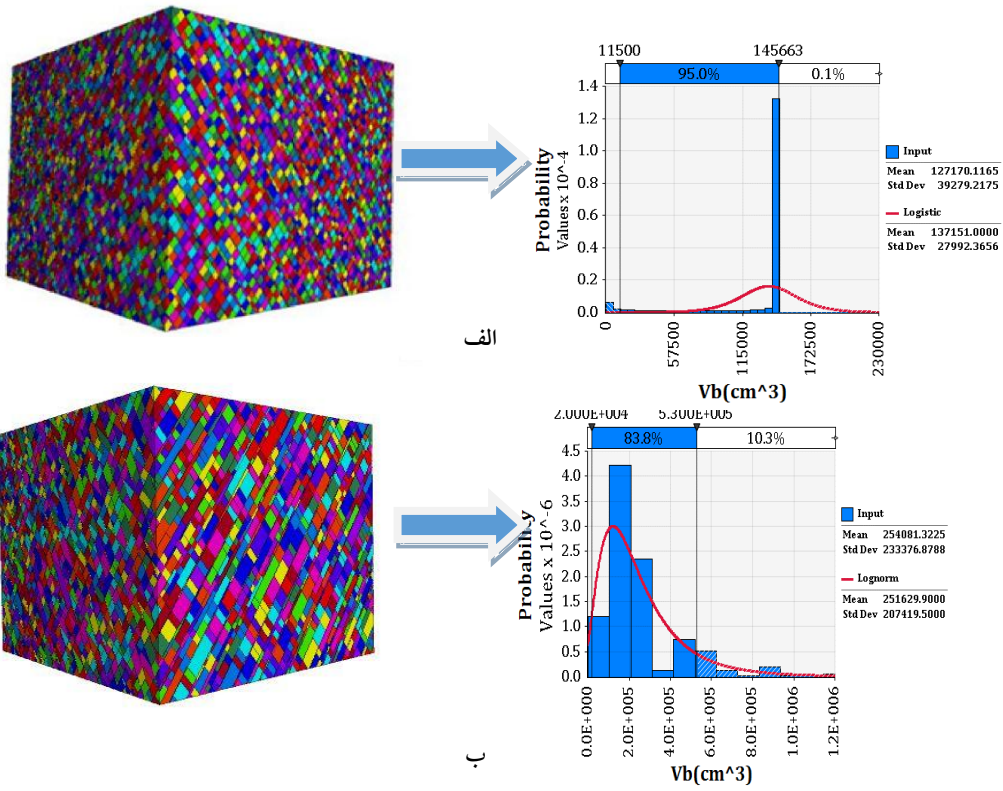 11500 145663
95.0% 0.1%
1.4
1.2
1.0
0.8
0.6
0.4
0.2
0.0
Probability
Values x 10^-4
0 57500 115000 172500 230000
Vb(cm^3)
Input
Mean 127170.1165
Std Dev 39279.2175
Logistic
Mean 137151.0000
Std Dev 27992.3656
الف
2.000E+004 5.300E+005
83.8% 10.3%
4.5
4.0
3.5
3.0
2.5
2.0
1.5
1.0
0.5
0.0
Probability
Values x 10^-6
0.0E+000 2.0E+005 4.0E+005 6.0E+005 8.0E+005 1.0E+006 1.2E+006
Vb(cm^3)
Input
Mean 254081.3225
Std Dev 233376.8788
Lognorm
Mean 251629.9000
Std Dev 207419.5000
ب